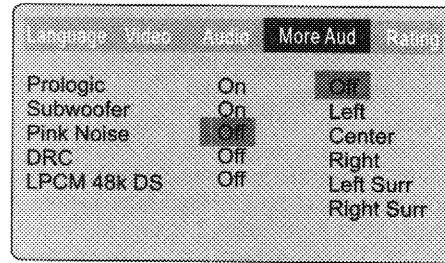 Language Video Audio More Aud Rating
Prologic On Off
Subwoofer On Left
Pink Noise Off Center
DRC Off Right
LPCM 48k DS Off Left Surr
Right Surr